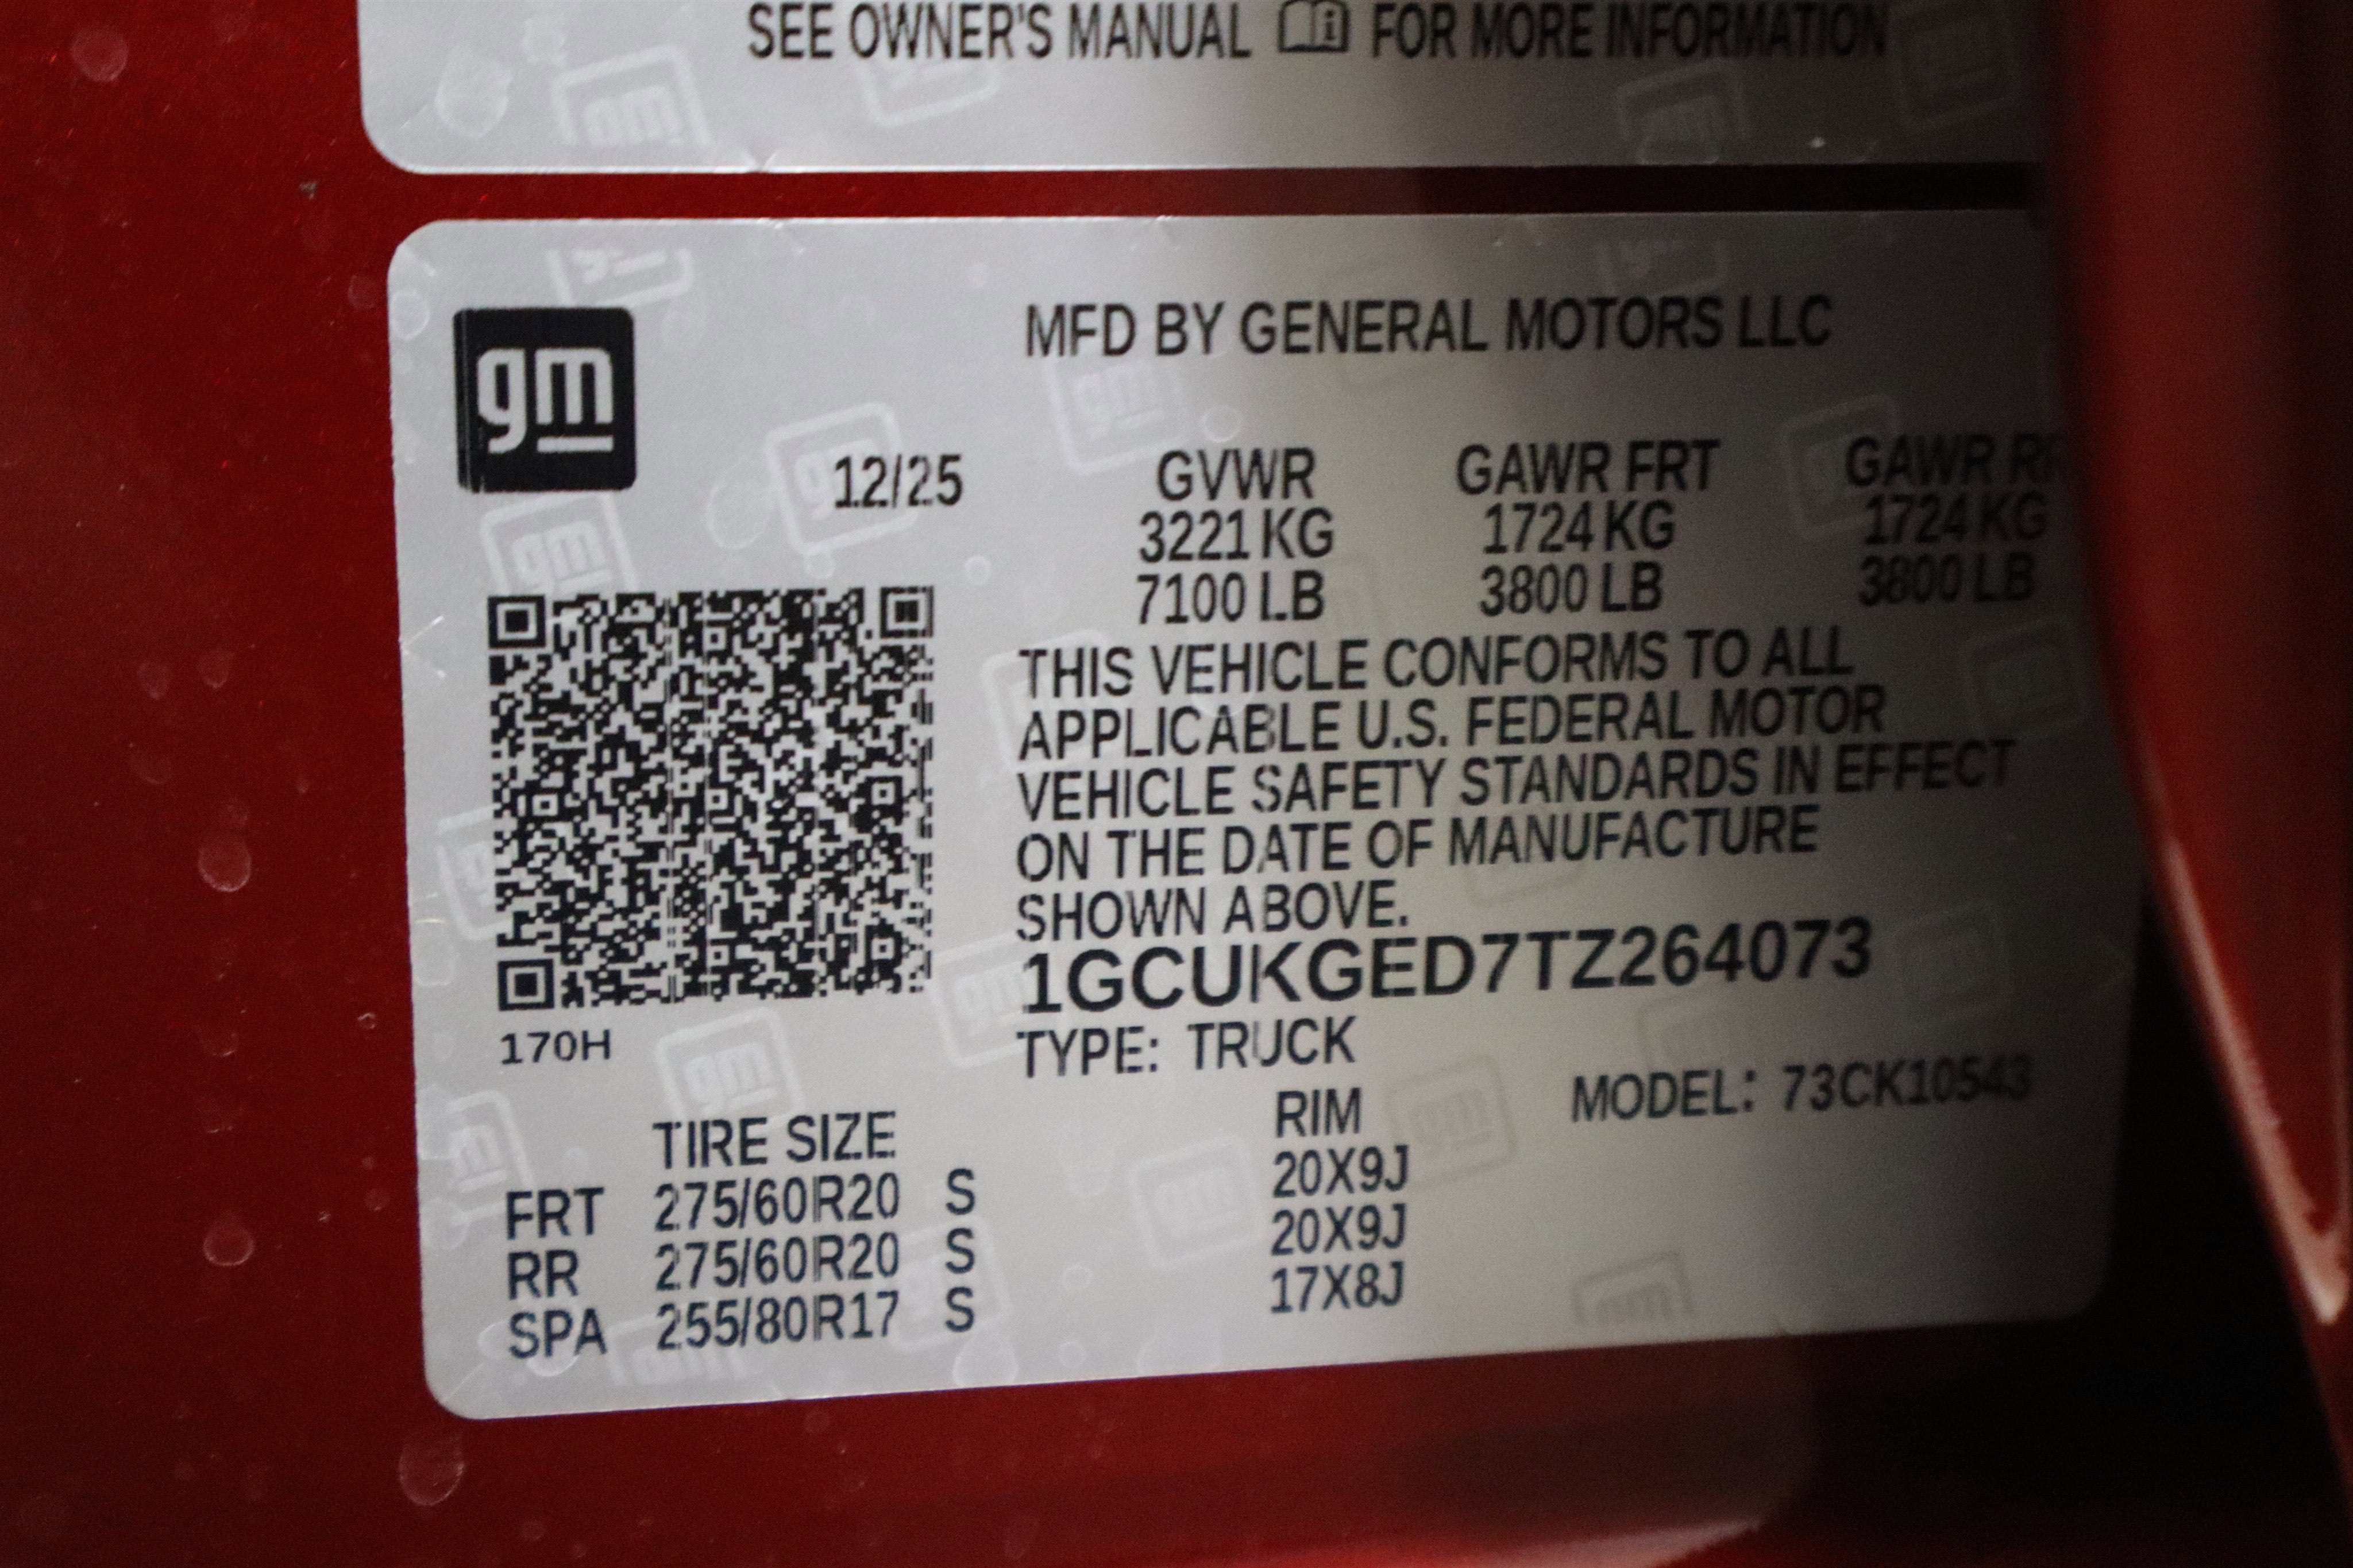 SEE OWNER'S MANUAL FOR MORE INFORMATION
gm
MFD BY GENERAL MOTORS LLC
12/25 GVWR GAWR FRT GAWR RR
3221 KG 1724 KG 1724 KG
7100 LB 3800 LB 3800 LB
THIS VEHICLE CONFORMS TO ALL
APPLICABLE U.S. FEDERAL MOTOR
VEHICLE SAFETY STANDARDS IN EFFECT
ON THE DATE OF MANUFACTURE
SHOWN ABOVE.
1GCUKGED7TZ264073
170H
TYPE: TRUCK
MODEL: 73CK10543
TIRE SIZE RIM
FRT 275/60R20 S 20X9J
RR 275/60R20 S 20X9J
SPA 255/80R17 S 17X8J